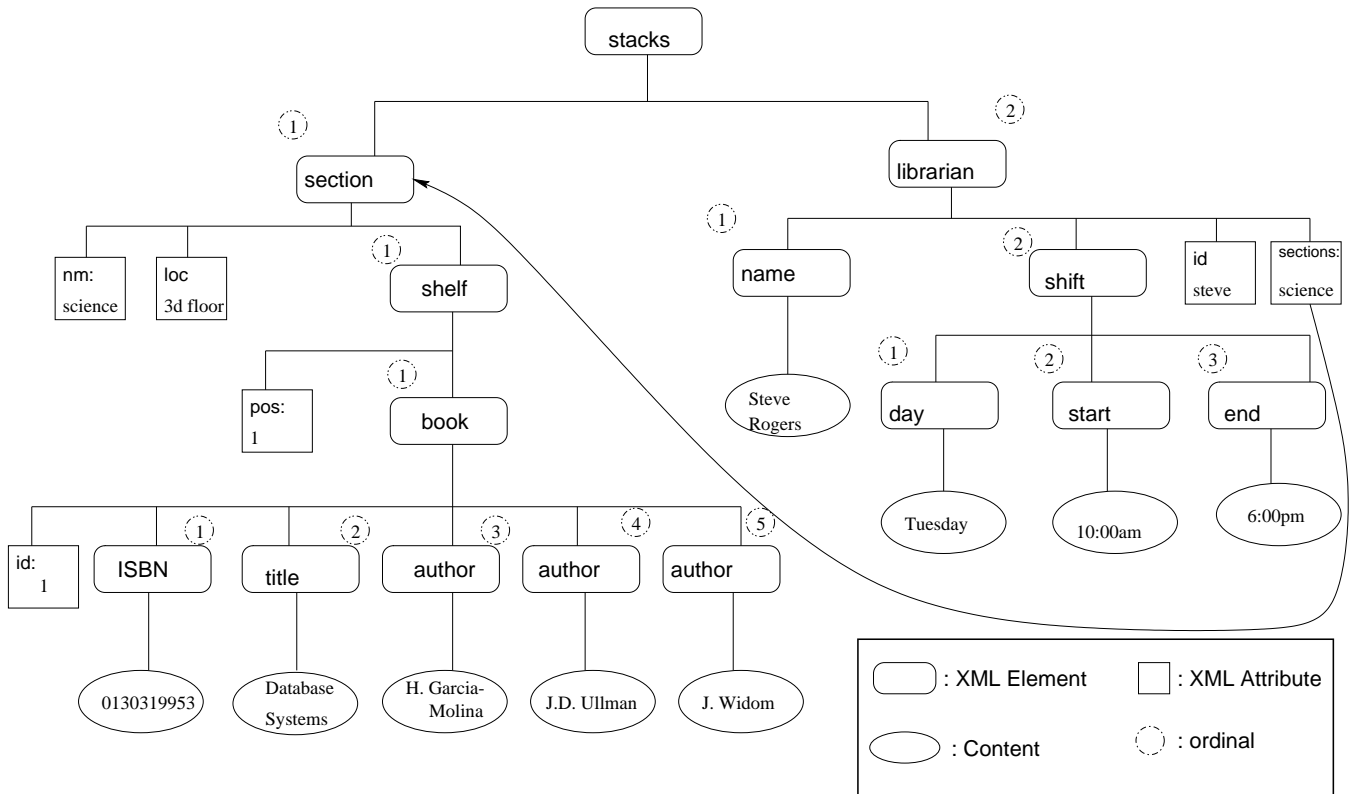 stacks
1
2
section
librarian
1
1
2
nm:
science
loc
3d floor
shelf
name
shift
id
steve
sections:
science
1
1
2
3
pos:
1
book
Steve
Rogers
day
start
end
Tuesday
10:00am
6:00pm
1
2
3
4
5
id:
1
ISBN
title
author
author
author
0130319953
Database
Systems
H. Garcia-
Molina
J.D. Ullman
J. Widom
: XML Element
: XML Attribute
: Content
: ordinal